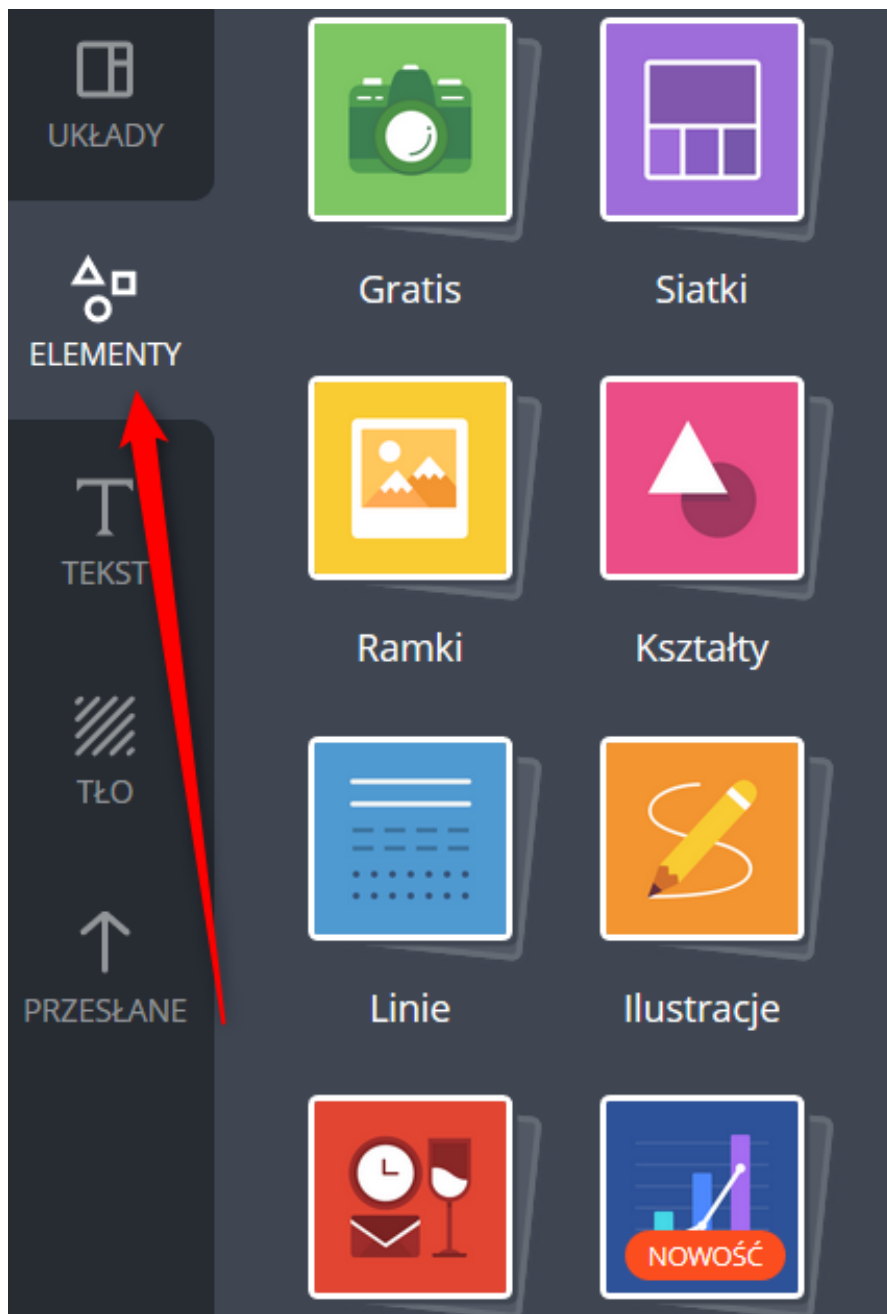 UKŁADY
ELEMENTY
TEKST
TŁO
PRZESŁANE
Gratis
Siatki
Ramki
Kształty
Linie
Ilustracje
NOWOŚĆ